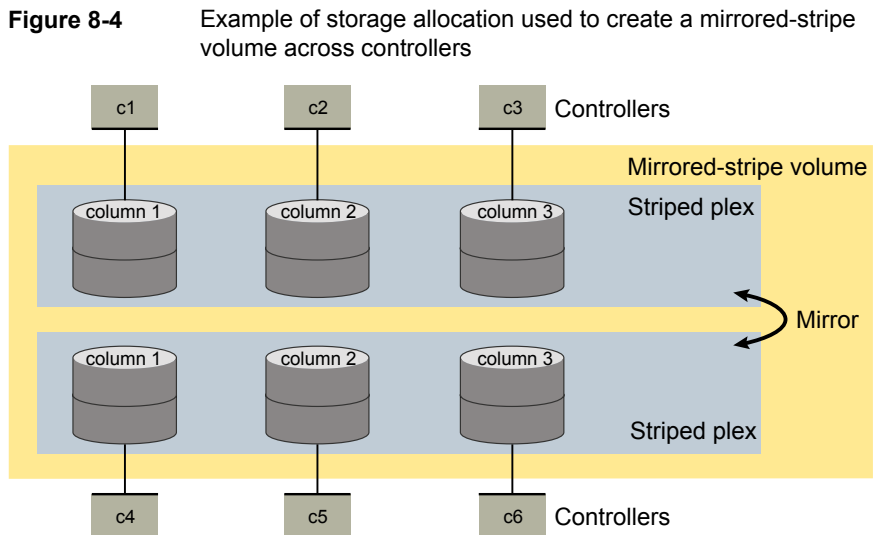 Figure 8-4 Example of storage allocation used to create a mirrored-stripe
volume across controllers
c1 c2 c3 Controllers
Mirrored-stripe volume
Striped plex
column 1 column 2 column 3
Mirror
column 1 column 2 column 3
Striped plex
c4 c5 c6 Controllers